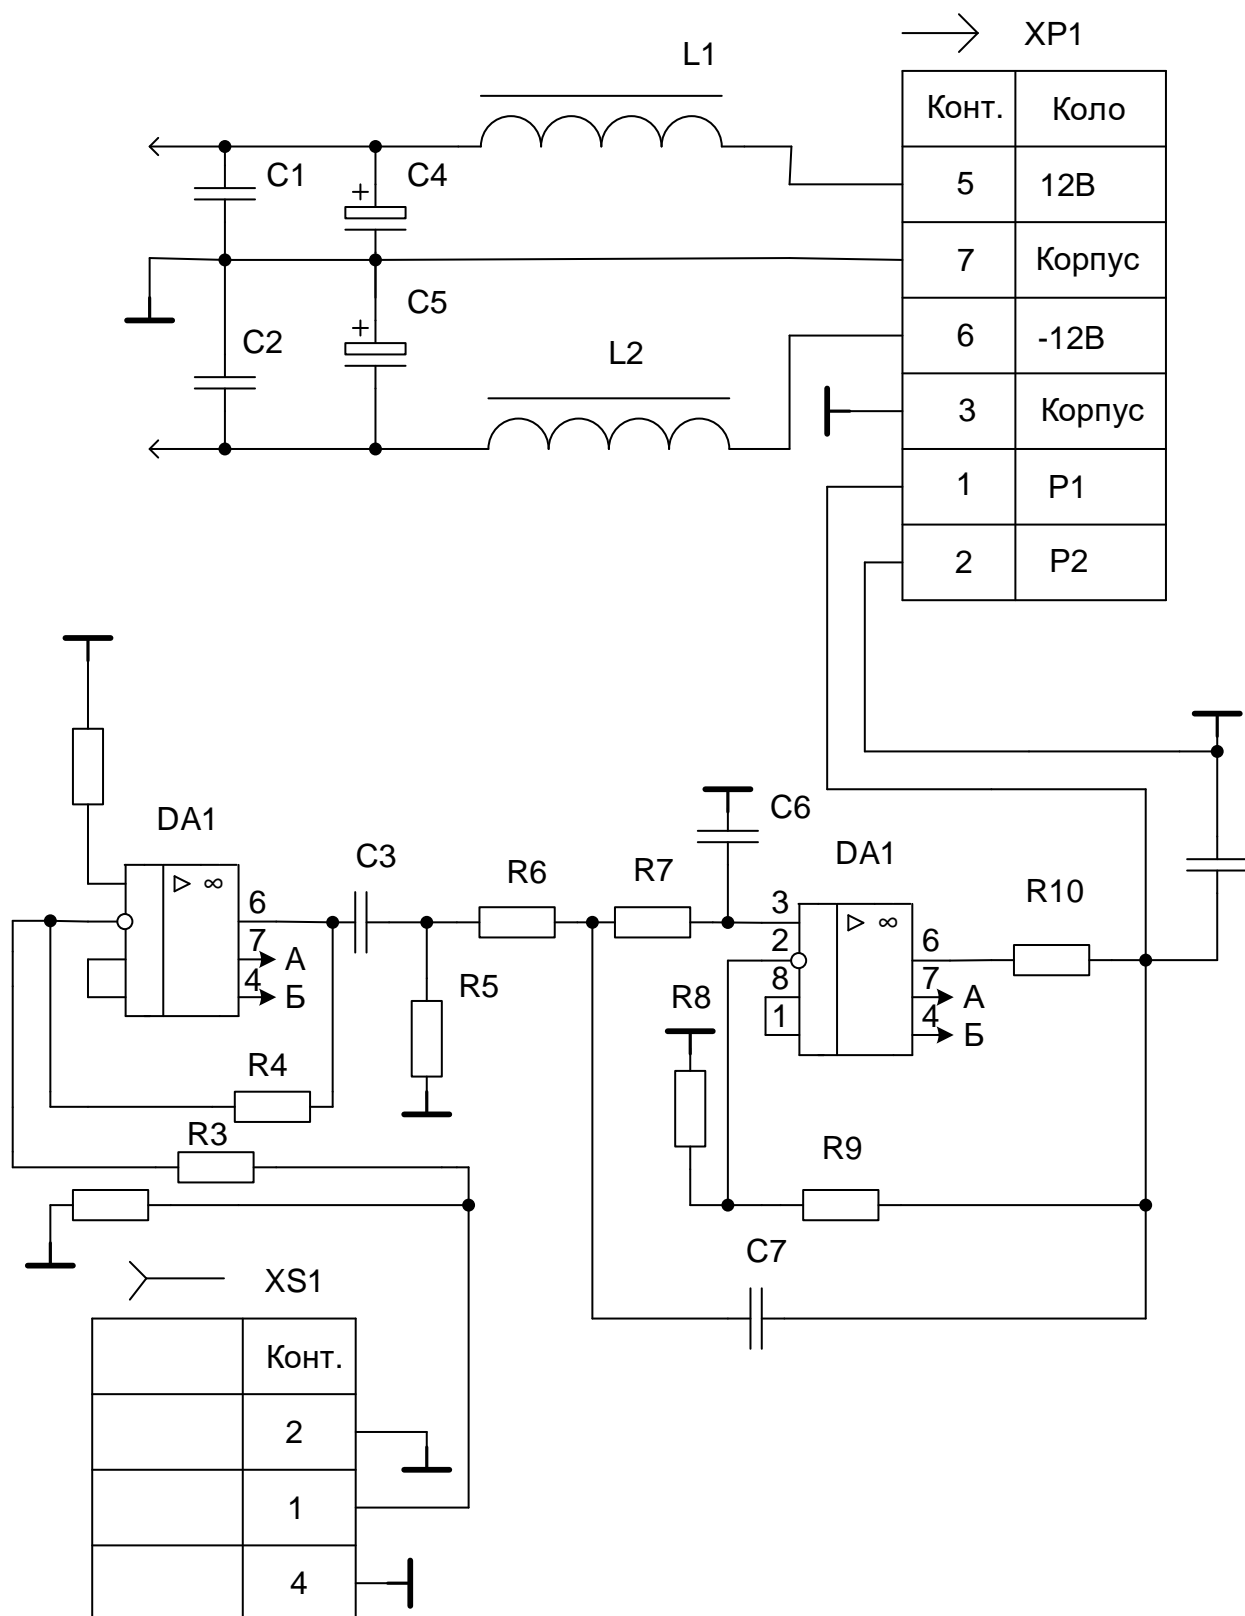 XP1
L1
Конт. Коло
C1
C4
+
5 12В
7 Корпус
C5
+
C2
L2
6 -12В
3 Корпус
1 P1
2 P2
DA1
C6
C3
DA1
R6
R7
R10
▷ ∞
▷ ∞
6
3
7 А
2
6
4 Б
R5
8
7 А
R8
1
4 Б
R4
R3
R9
C7
XS1
Конт.
2
1
4